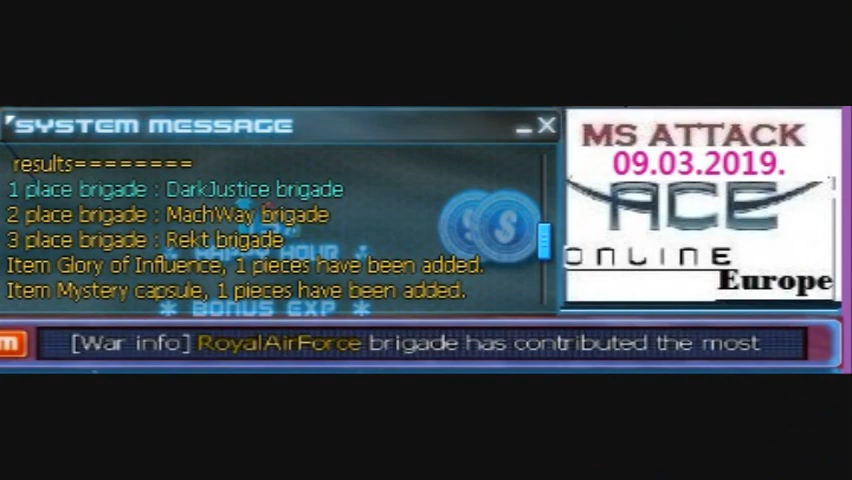 SYSTEM MESSAGE
results========
1 place brigade : DarkJustice brigade
2 place brigade : MachWay brigade
3 place brigade : Rekt brigade
HAPPY HOUR
Item Glory of Influence, 1 pieces have been added.
Item Mystery capsule, 1 pieces have been added.
* BONUS EXP *
MS ATTACK
09.03.2019.
ACE
ONLINE
Europe
[War info] RoyalAirForce brigade has contributed the most